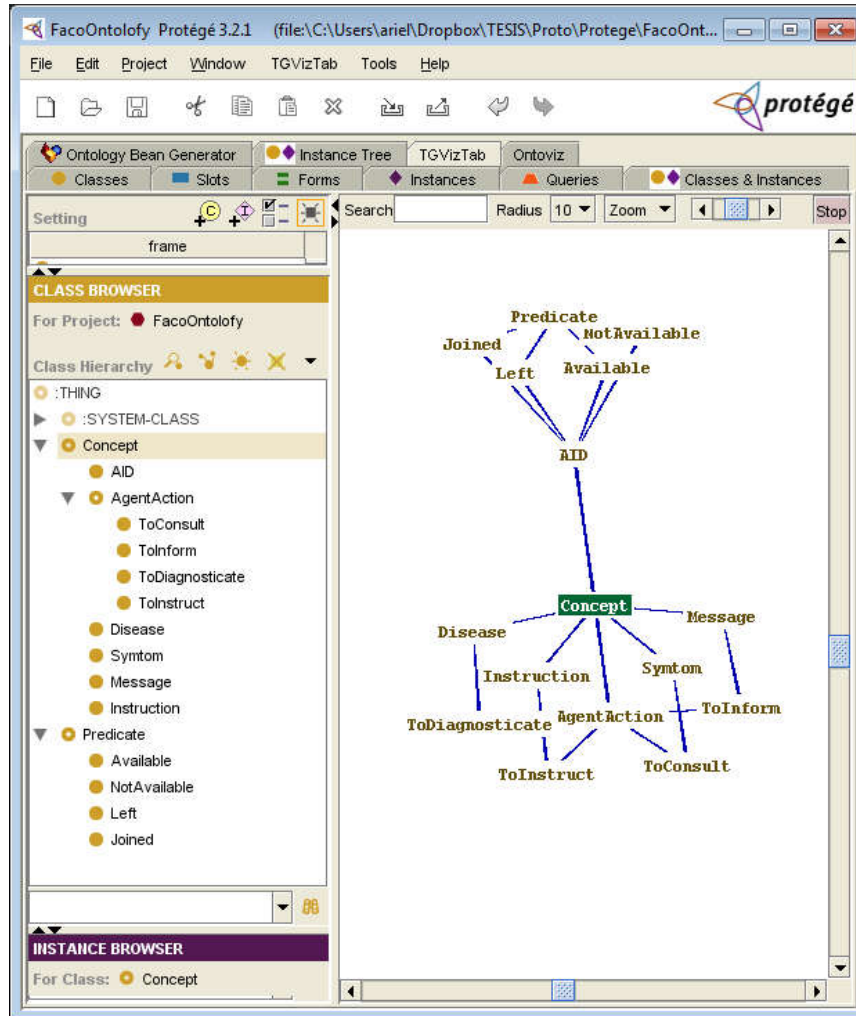 FacoOntolofy Protégé 3.2.1 (file:\C:\Users\ariel\Dropbox\TESIS\Proto\Protege\FacoOnt...
File Edit Project Window TGVizTab Tools Help
protégé
Ontology Bean Generator Instance Tree TGVizTab Ontoviz
Classes Slots Forms Instances Queries Classes & Instances
Setting
frame
CLASS BROWSER
For Project: FacoOntolofy
Class Hierarchy
:THING
:SYSTEM-CLASS
Concept
AID
AgentAction
ToConsult
ToInform
ToDiagnosticate
ToInstruct
Disease
Symtom
Message
Instruction
Predicate
Available
NotAvailable
Left
Joined
INSTANCE BROWSER
For Class: Concept
Search Radius 10 Zoom Stop
Predicate
NotAvailable
Joined
Available
Left
AID
Concept
Message
Disease
Symtom
Instruction
ToInform
AgentAction
ToDiagnosticate
ToConsult
ToInstruct